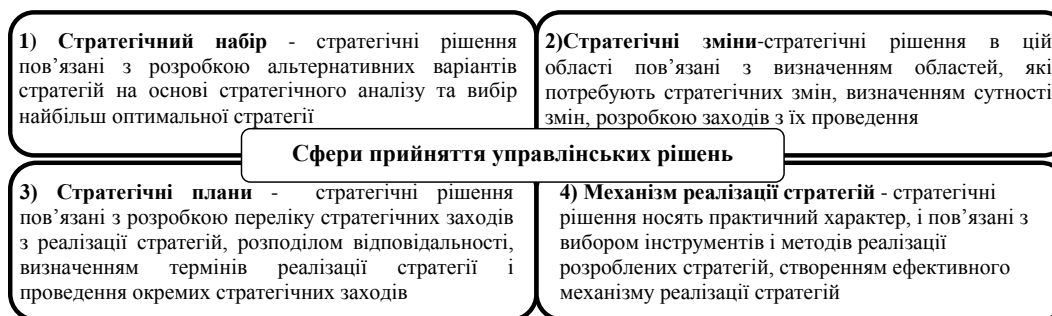 1) Стратегічний набір - стратегічні рішення
пов’язані з розробкою альтернативних варіантів
стратегій на основі стратегічного аналізу та вибір
найбільш оптимальної стратегії
2)Стратегічні зміни-стратегічні рішення в цій
області пов’язані з визначенням областей, які
потребують стратегічних змін, визначенням сутності
змін, розробкою заходів з їх проведення
Сфери прийняття управлінських рішень
3) Стратегічні плани - стратегічні рішення
пов’язані з розробкою переліку стратегічних заходів
з реалізації стратегій, розподілом відповідальності,
визначенням термінів реалізації стратегії і
проведення окремих стратегічних заходів
4) Механізм реалізації стратегій - стратегічні
рішення носять практичний характер, і пов’язані з
вибором інструментів і методів реалізації
розроблених стратегій, створенням ефективного
механізму реалізації стратегій